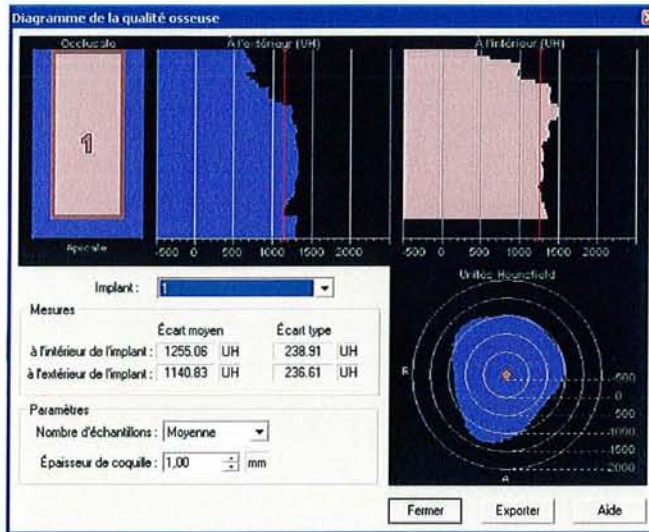 Diagramme de la qualité osseuse
Occlusale À l'extérieur (UH) À l'intérieur (UH)
1
Apicale
-500 0 500 1000 1500 2500 -500 0 500 1000 1500 2500
Implant : 1
Unités Hounsfield
Mesures
Écart moyen Écart type
à l'intérieur de l'implant : 1255.06 UH 238.91 UH
à l'extérieur de l'implant : 1140.83 UH 236.61 UH
-500
0
500
1000
1500
2000
Paramètres
Nombre d'échantillons : Moyenne
Épaisseur de coquille : 1,00 mm
A
Fermer Exporter Aide